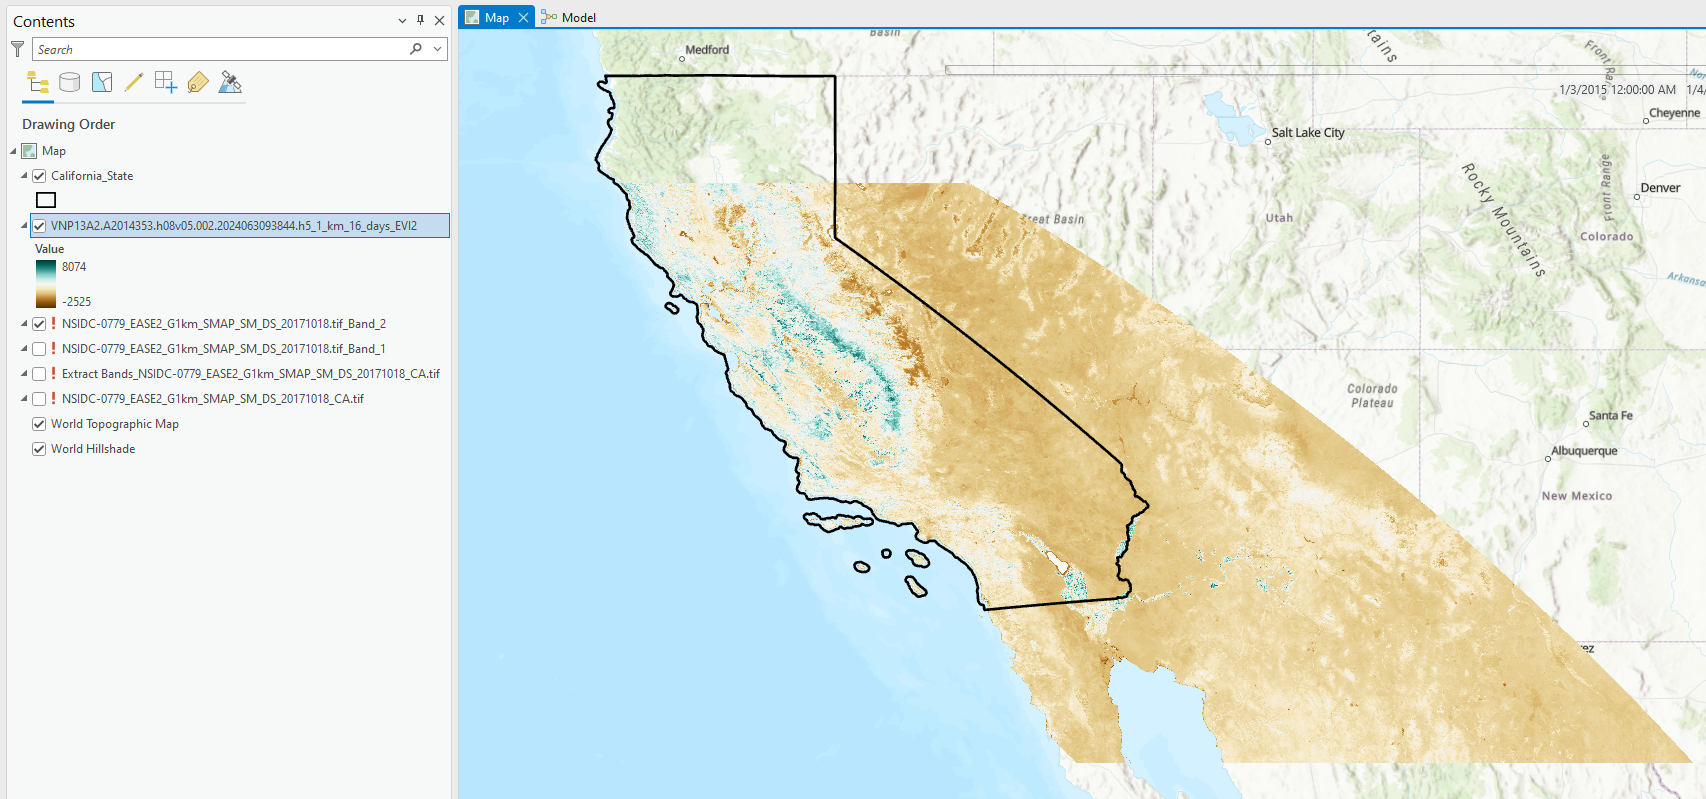 Contents
Search
Drawing Order
Map
California_State
VNP13A2.A2014353.h08v05.002.2024063093844.h5_1_km_16_days_EVI2
Value
8074
-2525
! NSIDC-0779_EASE2_G1km_SMAP_SM_DS_20171018.tif_Band_2
! NSIDC-0779_EASE2_G1km_SMAP_SM_DS_20171018.tif_Band_1
! Extract Bands_NSIDC-0779_EASE2_G1km_SMAP_SM_DS_20171018_CA.tif
! NSIDC-0779_EASE2_G1km_SMAP_SM_DS_20171018_CA.tif
World Topographic Map
World Hillshade
Map
Model
Basin
Medford
tains
Front Ra
1/3/2015 12:00:00 AM 1/4/
Cheyenne
Salt Lake City
Rocky Mountains
Front Range
Denver
Great Basin
Utah
Colorado
Arkansas
Colorado
Plateau
Santa Fe
Albuquerque
New Mexico
ez